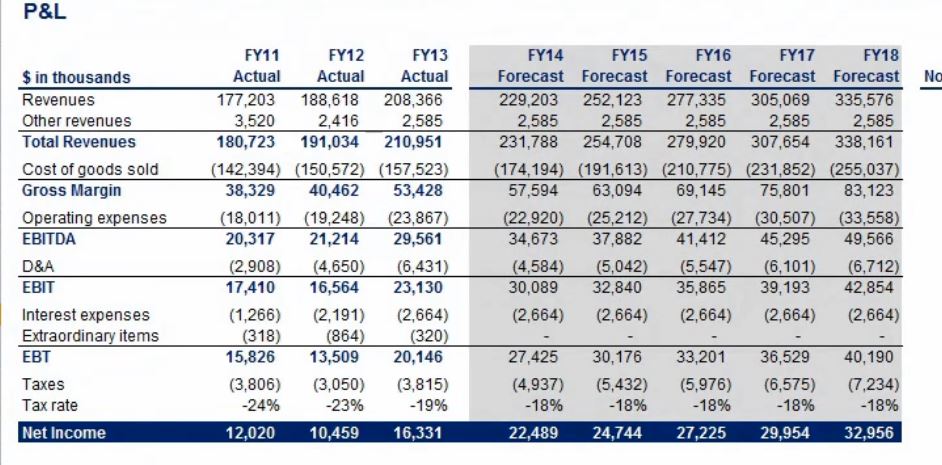 P&L
FY11 FY12 FY13 FY14 FY15 FY16 FY17 FY18
$ in thousands Actual Actual Actual Forecast Forecast Forecast Forecast Forecast No
Revenues 177,203 188,618 208,366 229,203 252,123 277,335 305,069 335,576
Other revenues 3,520 2,416 2,585 2,585 2,585 2,585 2,585 2,585
Total Revenues 180,723 191,034 210,951 231,788 254,708 279,920 307,654 338,161
Cost of goods sold (142,394) (150,572) (157,523) (174,194) (191,613) (210,775) (231,852) (255,037)
Gross Margin 38,329 40,462 53,428 57,594 63,094 69,145 75,801 83,123
Operating expenses (18,011) (19,248) (23,867) (22,920) (25,212) (27,734) (30,507) (33,558)
EBITDA 20,317 21,214 29,561 34,673 37,882 41,412 45,295 49,566
D&A (2,908) (4,650) (6,431) (4,584) (5,042) (5,547) (6,101) (6,712)
EBIT 17,410 16,564 23,130 30,089 32,840 35,865 39,193 42,854
Interest expenses (1,266) (2,191) (2,664) (2,664) (2,664) (2,664) (2,664) (2,664)
Extraordinary items (318) (864) (320) - - - - -
EBT 15,826 13,509 20,146 27,425 30,176 33,201 36,529 40,190
Taxes (3,806) (3,050) (3,815) (4,937) (5,432) (5,976) (6,575) (7,234)
Tax rate -24% -23% -19% -18% -18% -18% -18% -18%
Net Income 12,020 10,459 16,331 22,489 24,744 27,225 29,954 32,956